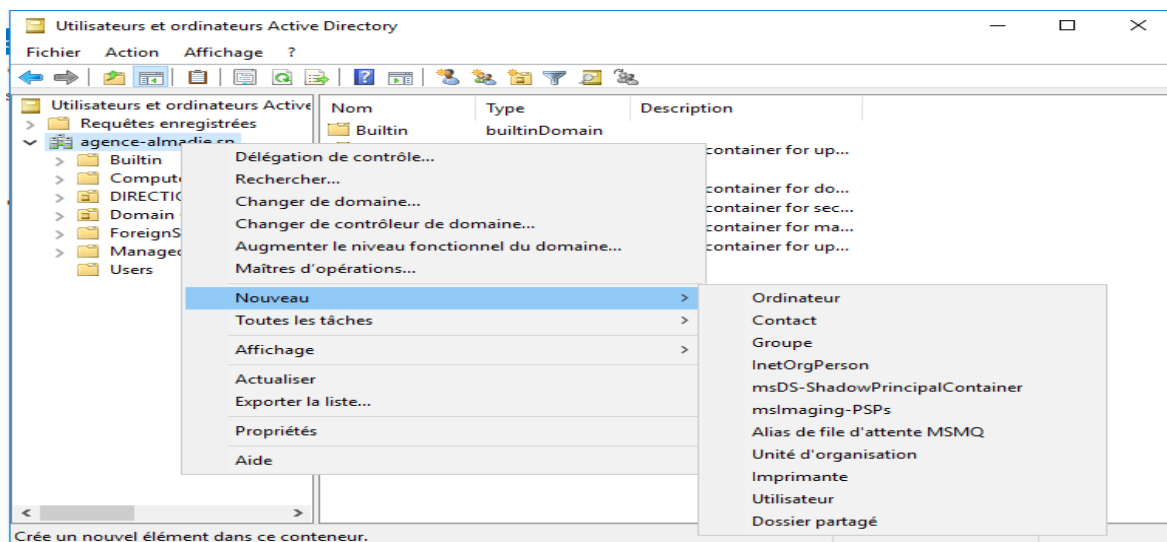 Utilisateurs et ordinateurs Active Directory
Fichier Action Affichage ?
Utilisateurs et ordinateurs Active
Nom Type Description
Requêtes enregistrées
Builtin builtinDomain
agence-almadie.sn
Builtin
container for up...
Délégation de contrôle...
Rechercher...
container for do...
Changer de domaine...
container for sec...
Domain
Changer de contrôleur de domaine...
container for ma...
Augmenter le niveau fonctionnel du domaine...
container for up...
Maîtres d'opérations...
Users
Nouveau
Ordinateur
Toutes les tâches
Contact
Groupe
Affichage
InetOrgPerson
Actualiser
msDS-ShadowPrincipalContainer
Exporter la liste...
msImaging-PSPs
Propriétés
Alias de file d'attente MSMQ
Aide
Unité d'organisation
Imprimante
Utilisateur
Dossier partagé
Crée un nouvel élément dans ce conteneur.